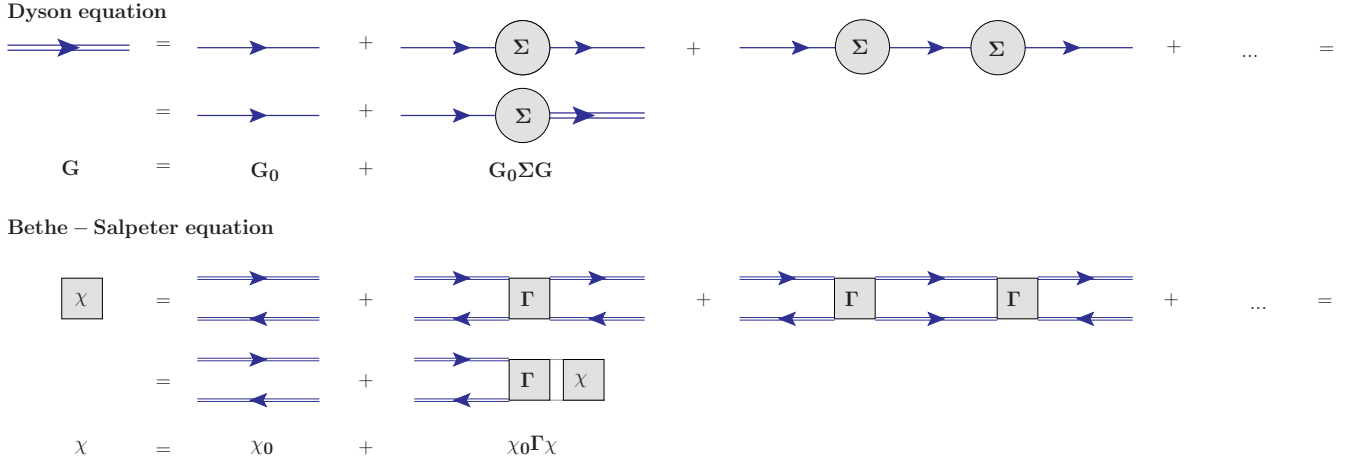 Dyson equation
= + Σ + Σ Σ + ... =
= + Σ
G = G₀ + G₀ΣG
Bethe – Salpeter equation
χ = + Γ + Γ Γ + ... =
= + Γ χ
χ = χ₀ + χ₀Γχ